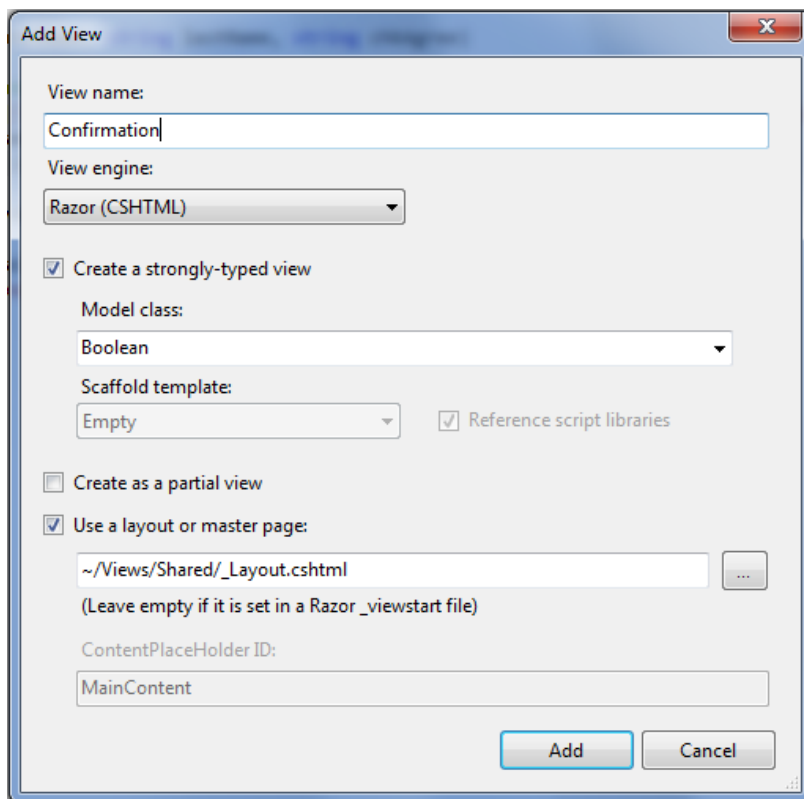 Add View
View name:
Confirmation
View engine:
Razor (CSHTML)
Create a strongly-typed view
Model class:
Boolean
Scaffold template:
Empty
Reference script libraries
Create as a partial view
Use a layout or master page:
~/Views/Shared/_Layout.cshtml
...
(Leave empty if it is set in a Razor _viewstart file)
ContentPlaceHolder ID:
MainContent
Add
Cancel